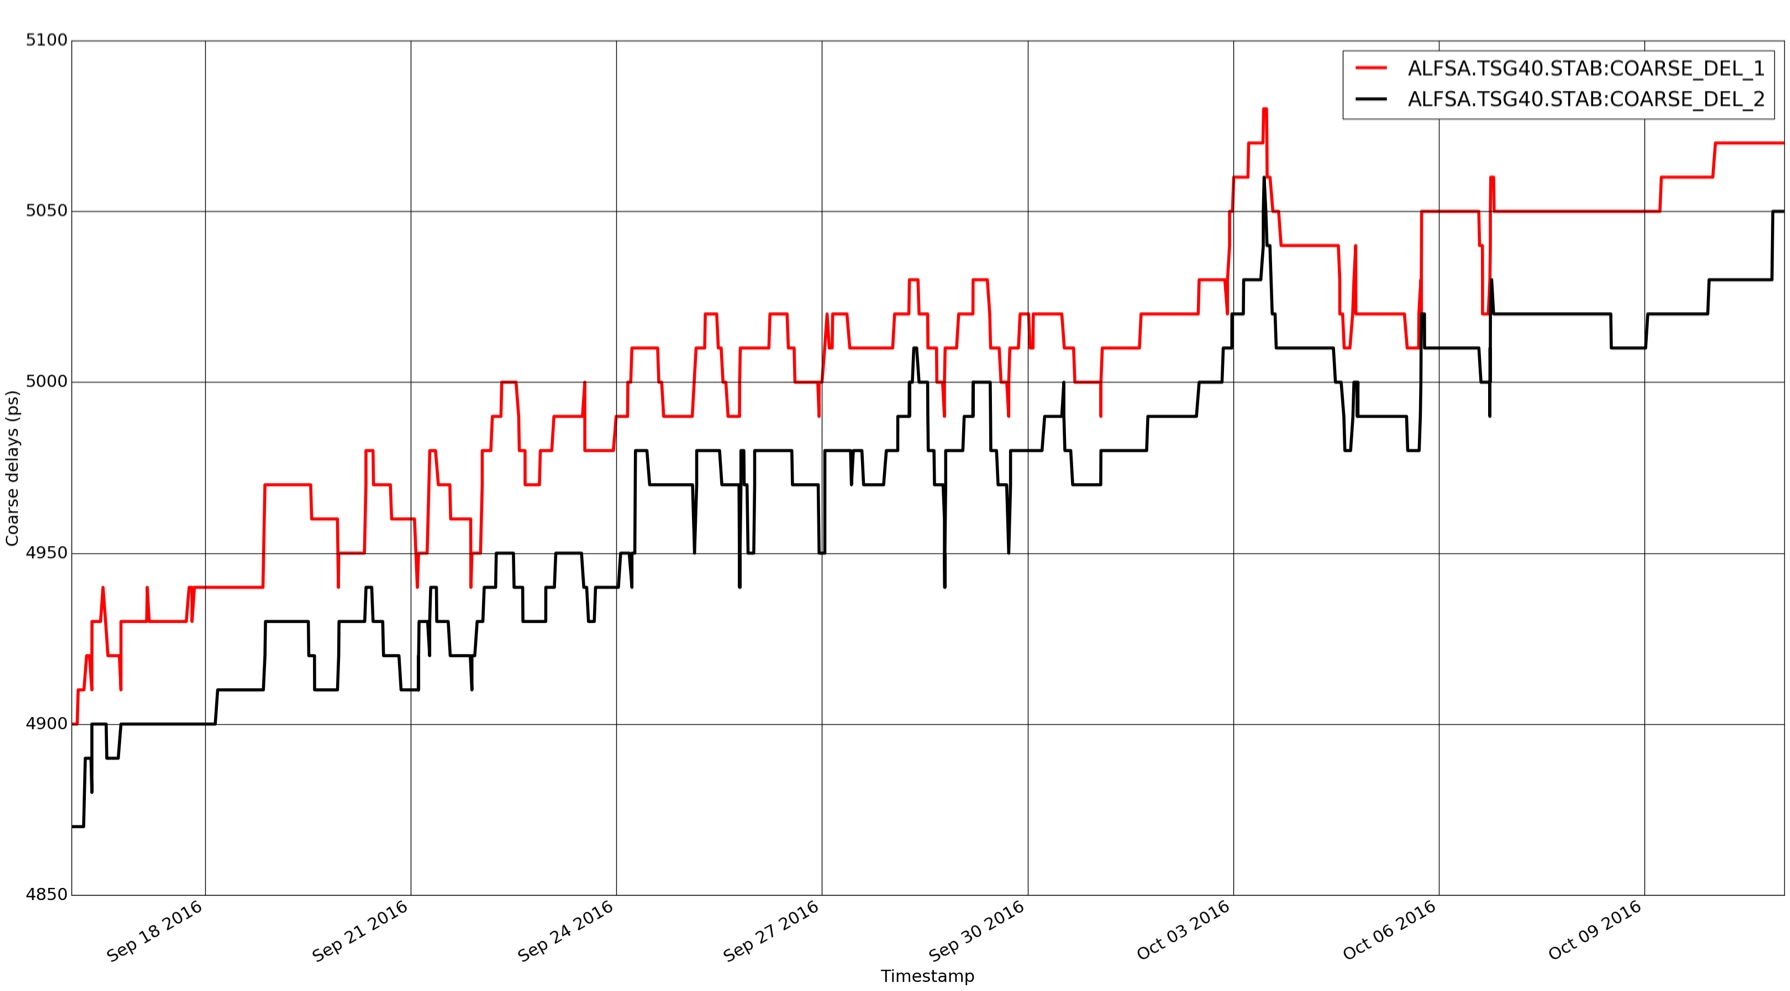 5100
5050
5000
4950
4900
4850
Coarse delays (ps)
ALFSA.TSG40.STAB:COARSE_DEL_1
ALFSA.TSG40.STAB:COARSE_DEL_2
Sep 18 2016
Sep 21 2016
Sep 24 2016
Sep 27 2016
Sep 30 2016
Oct 03 2016
Oct 06 2016
Oct 09 2016
Timestamp